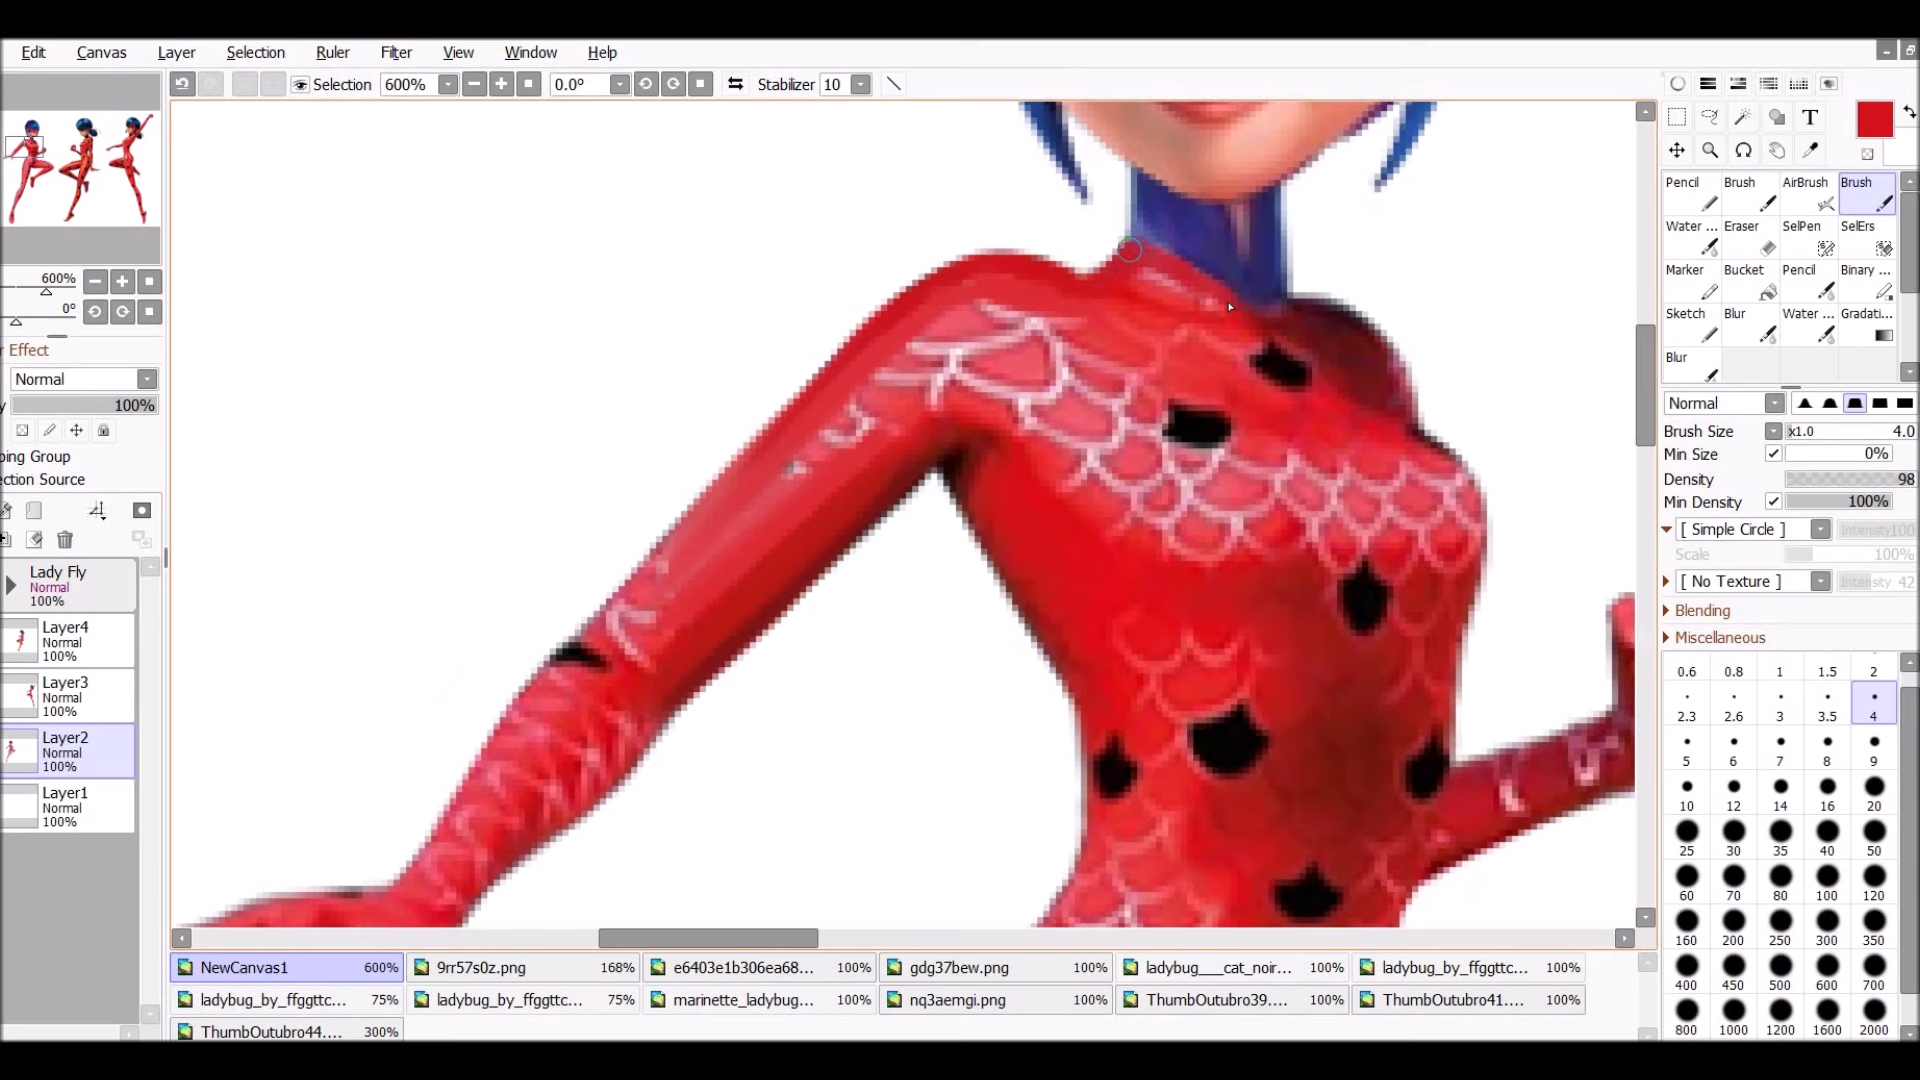 Edit Canvas Layer Selection Ruler Filter View Window Help
Selection 600% 0.0° Stabilizer 10
T
Pencil Brush AirBrush Brush
Water ... Eraser SelPen SelErs
Marker Bucket Pencil Binary ...
Sketch Blur Water ... Gradati...
Blur
600%
0°
Effect
Normal
100%
ping Group
ection Source
Lady Fly
Normal
100%
Layer4
Normal
100%
Layer3
Normal
100%
Layer2
Normal
100%
Layer1
Normal
100%
Normal
Brush Size x1.0 4.0
Min Size 0%
Density 98
Min Density 100%
[ Simple Circle ] Intensity100
Scale 100%
[ No Texture ] Intensity 42
Blending
Miscellaneous
0.6 0.8 1 1.5 2
2.3 2.6 3 3.5 4
5 6 7 8 9
10 12 14 16 20
25 30 35 40 50
60 70 80 100 120
160 200 250 300 350
400 450 500 600 700
800 1000 1200 1600 2000
NewCanvas1 600% 9rr57s0z.png 168% e6403e1b306ea68... 100% gdg37bew.png 100% ladybug___cat_noir... 100% ladybug_by_ffggttc... 100%
ladybug_by_ffggttc... 75% ladybug_by_ffggttc... 75% marinette_ladybug... 100% nq3aemgi.png 100% ThumbOutubro39.... 100% ThumbOutubro41.... 100%
ThumbOutubro44.... 300%